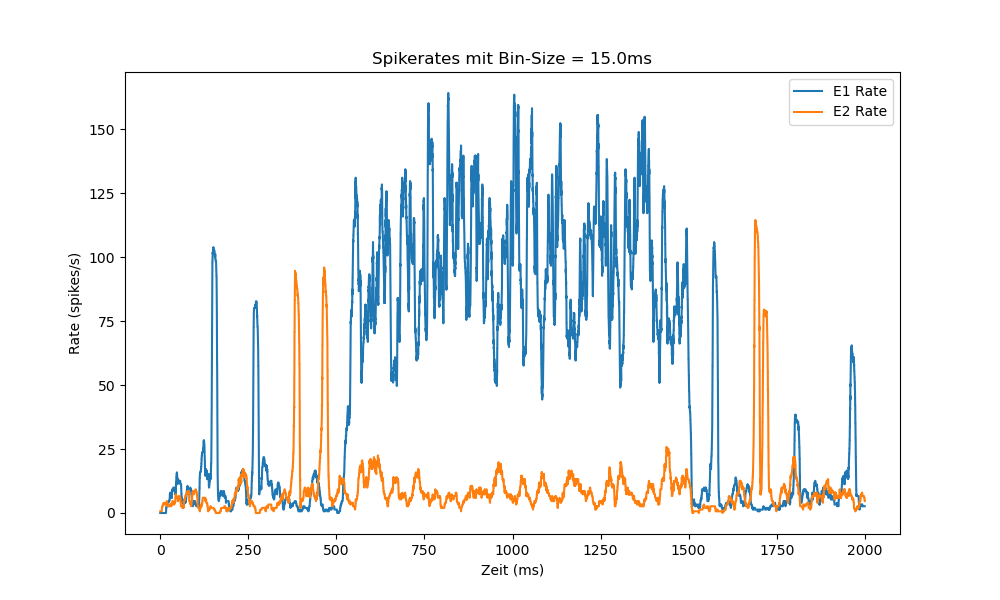 Spikerates mit Bin-Size = 15.0ms
E1 Rate
E2 Rate
Rate (spikes/s)
150
125
100
75
50
25
0
0 250 500 750 1000 1250 1500 1750 2000
Zeit (ms)